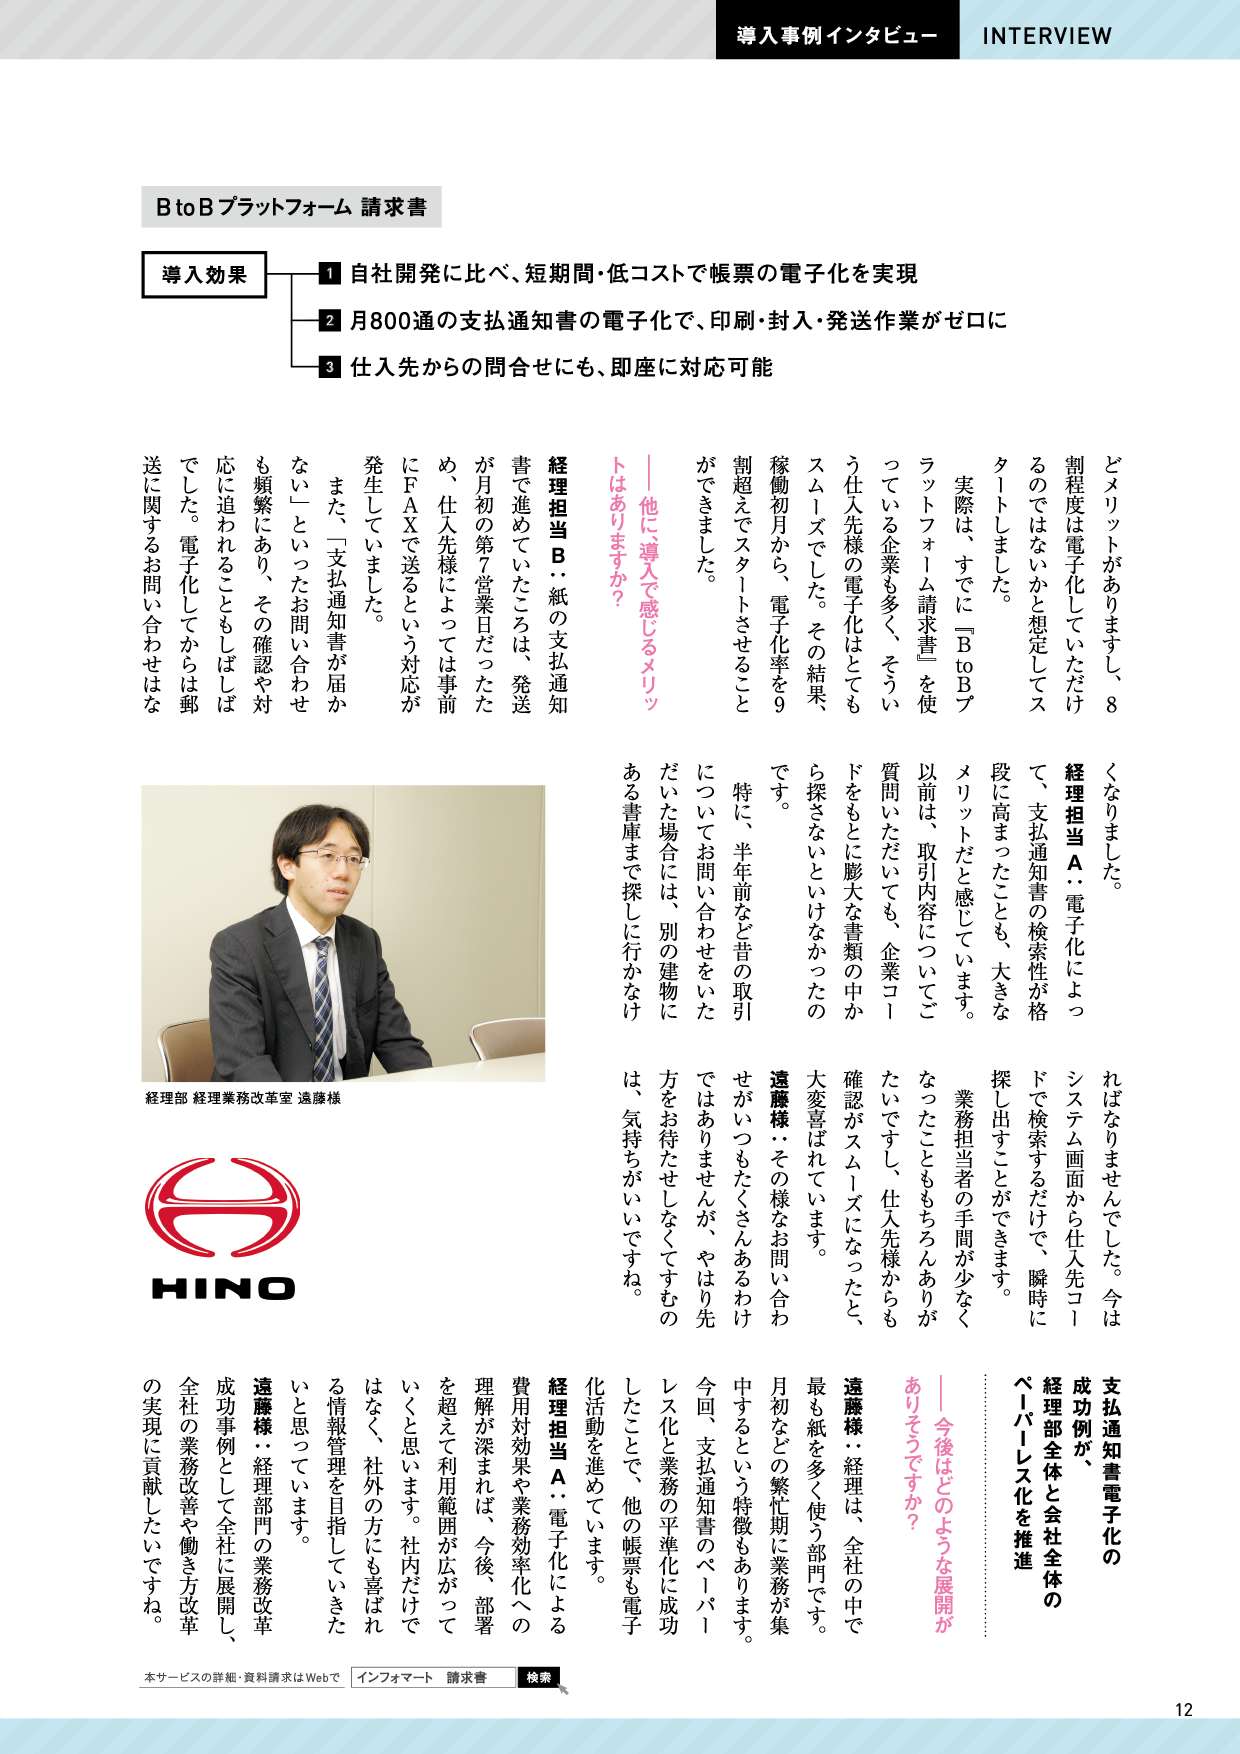 導入事例インタビュー
INTERVIEW
BtoBプラットフォーム 請求書
導入効果
1 自社開発に比べ、短期間・低コストで帳票の電子化を実現
2 月800通の支払通知書の電子化で、印刷・封入・発送作業がゼロに
3 仕入先からの問合せにも、即座に対応可能
どメリットがありますし、8
割程度は電子化していただけ
るのではないかと想定してス
タートしました。
実際は、すでに『BtoBプ
ラットフォーム請求書』を使
っている企業も多く、そうい
う仕入先様の電子化はとても
スムーズでした。その結果、
稼働初月から、電子化率を9
割超えでスタートさせること
ができました。
――他に、導入で感じるメリッ
トはありますか?
経理担当B：紙の支払通知
書で進めていたころは、発送
が月初の第7営業日だったた
め、仕入先様によっては事前
にFAXで送るという対応が
発生していました。
また、「支払通知書が届か
ない」といったお問い合わせ
も頻繁にあり、その確認や対
応に追われることもしばしば
でした。電子化してからは郵
送に関するお問い合わせはな
くなりました。
経理担当A：電子化によっ
て、支払通知書の検索性が格
段に高まったことも、大きな
メリットだと感じています。
以前は、取引内容についてご
質問いただいても、企業コー
ドをもとに膨大な書類の中か
ら探さないといけなかったの
です。
特に、半年前など昔の取引
についてお問い合わせをいた
だいた場合には、別の建物に
ある書庫まで探しに行かなけ
ればなりませんでした。今は
システム画面から仕入先コー
ドで検索するだけで、瞬時に
探し出すことができます。
業務担当者の手間が少なく
なったことももちろんありが
たいですし、仕入先様からも
確認がスムーズになったと、
大変喜ばれています。
遠藤様：その様なお問い合わ
せがいつもたくさんあるわけ
ではありませんが、やはり先
方をお待たせしなくてすむの
は、気持ちがいいですね。
経理部 経理業務改革室 遠藤様
HINO
支払通知書電子化の
成功例が、
経理部全体と会社全体の
ペーパーレス化を推進
――今後はどのような展開が
ありそうですか?
遠藤様：経理は、全社の中で
最も紙を多く使う部門です。
月初などの繁忙期に業務が集
中するという特徴もあります。
今回、支払通知書のペーパー
レス化と業務の平準化に成功
したことで、他の帳票も電子
化活動を進めています。
経理担当A：電子化による
費用対効果や業務効率化への
理解が深まれば、今後、部署
を超えて利用範囲が広がって
いくと思います。社内だけで
はなく、社外の方にも喜ばれ
る情報管理を目指していきた
いと思っています。
遠藤様：経理部門の業務改革
成功事例として全社に展開し、
全社の業務改善や働き方改革
の実現に貢献したいですね。
本サービスの詳細・資料請求はWebで インフォマート 請求書 検索
12